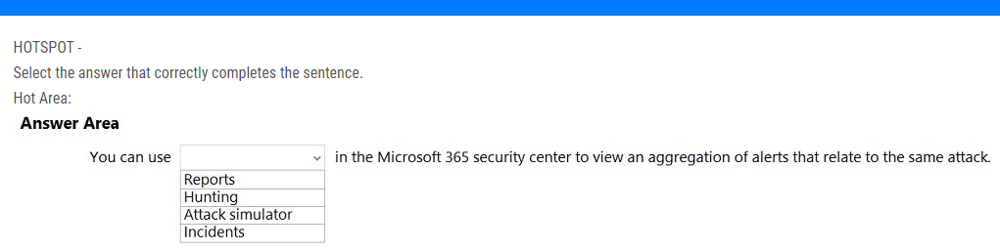 HOTSPOT -
Select the answer that correctly completes the sentence.
Hot Area:
Answer Area
You can use in the Microsoft 365 security center to view an aggregation of alerts that relate to the same attack.
Reports
Hunting
Attack simulator
Incidents